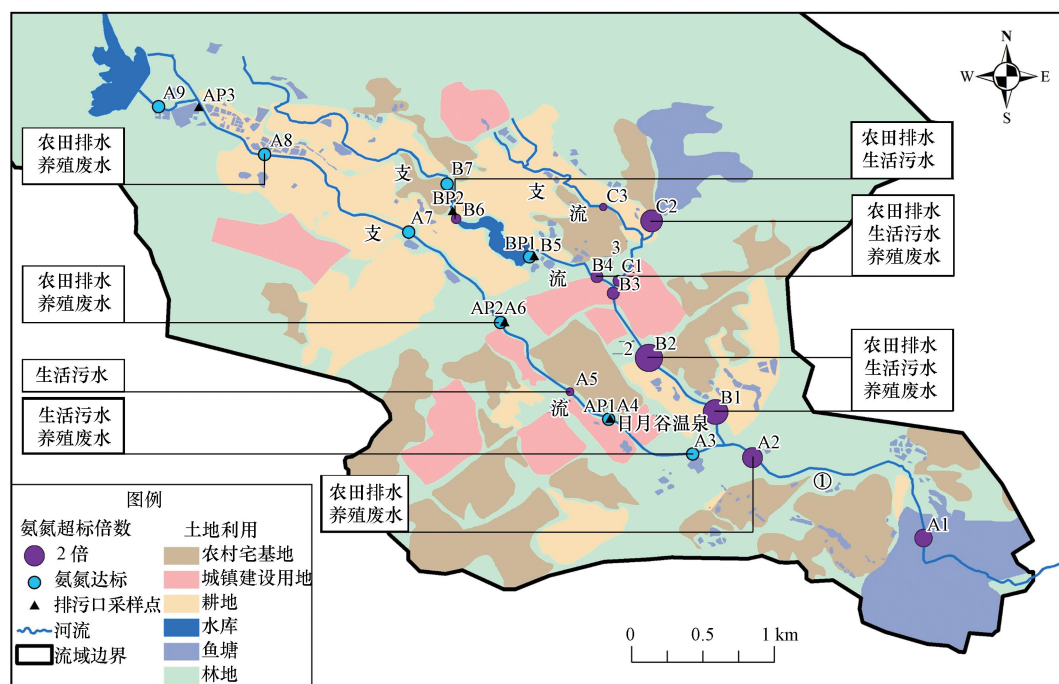 N
W
E
S
A9
AP3
农田排水
养殖废水
A8
支
B7
BP2
B6
支
流
C3
C2
农田排水
生活污水
A7
支
BP1
B5
流
3
B4
C1
B3
农田排水
生活污水
养殖废水
农田排水
养殖废水
AP2A6
2
B2
农田排水
生活污水
养殖废水
生活污水
A5
流
AP1A4
日月谷温泉
B1
生活污水
养殖废水
A3
A2
①
农田排水
养殖废水
A1
图例
氨氮超标倍数
2倍
氨氮达标
排污口采样点
河流
流域边界
土地利用
农村宅基地
城镇建设用地
耕地
水库
鱼塘
林地
0 0.5 1 km